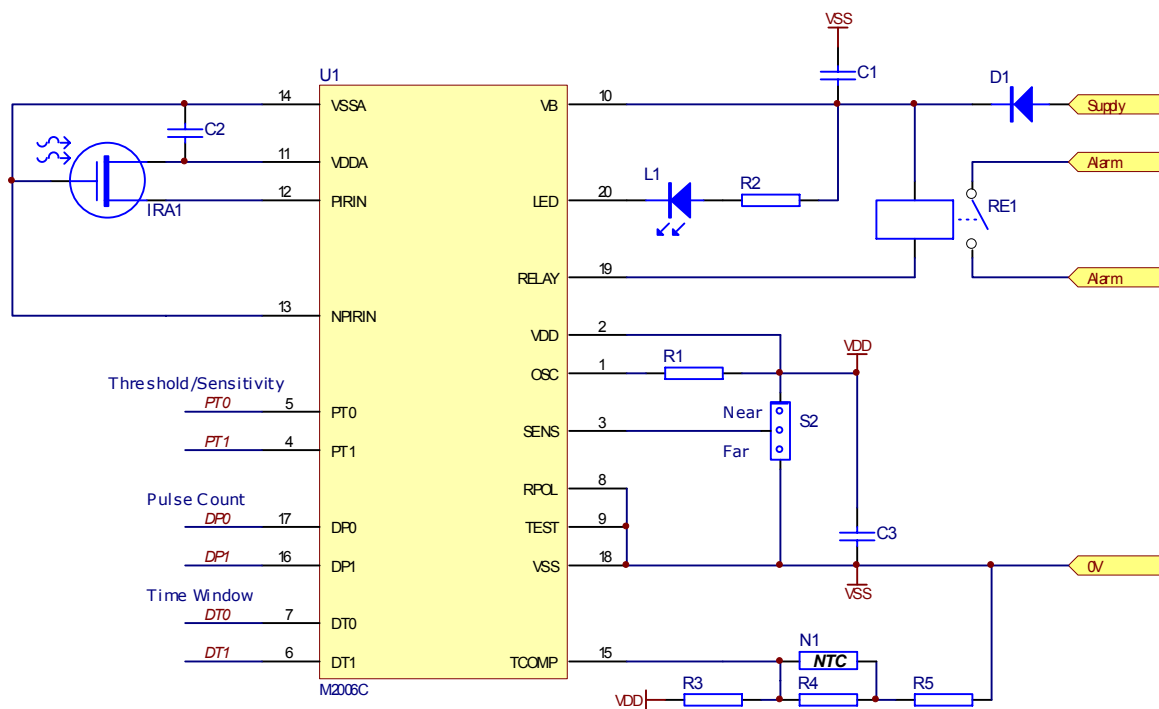 VSS
U1
C1
D1
14
VSSA
VB
10
Supply
C2
11
VDDA
Alarm
12
PIRIN
LED
20
L1
R2
IRA1
RE1
RELAY
19
Alarm
13
NPIRIN
VDD
2
VDD
OSC
1
R1
Threshold/Sensitivity
PT0
5
PT0
Near
S2
SENS
3
PT1
4
PT1
Far
RPOL
8
Pulse Count
DP0
17
DP0
TEST
9
C3
DP1
16
DP1
VSS
18
0V
VSS
Time Window
DT0
7
DT0
N1
DT1
6
DT1
TCOMP
15
NTC
M2006C
VDD
R3
R4
R5